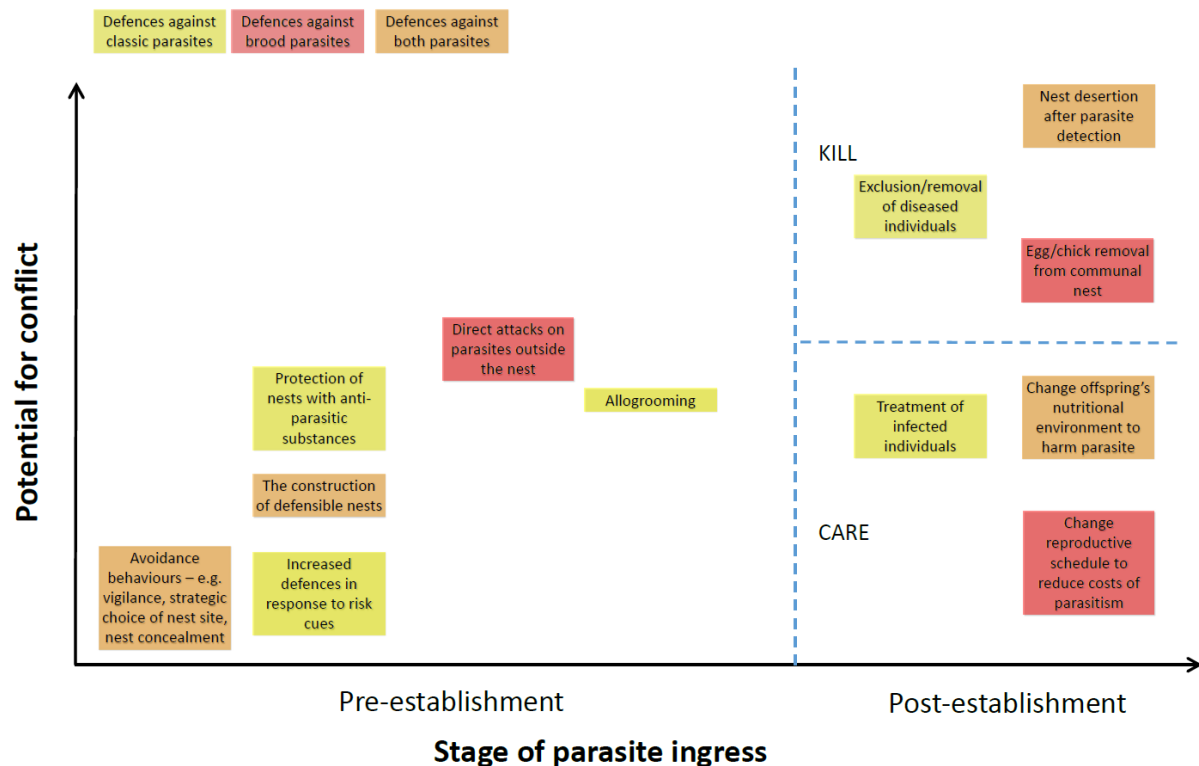 Defences against
classic parasites
Defences against
brood parasites
Defences against
both parasites
Potential for conflict
KILL
Nest desertion
after parasite
detection
Exclusion/removal
of diseased
individuals
Egg/chick removal
from communal
nest
Direct attacks on
parasites outside
the nest
Protection of
nests with anti-
parasitic
substances
Allogrooming
Treatment of
infected
individuals
Change offspring’s
nutritional
environment to
harm parasite
The construction
of defensible nests
CARE
Avoidance
behaviours – e.g.
vigilance, strategic
choice of nest site,
nest concealment
Increased
defences in
response to risk
cues
Change
reproductive
schedule to
reduce costs of
parasitism
Pre-establishment
Post-establishment
Stage of parasite ingress